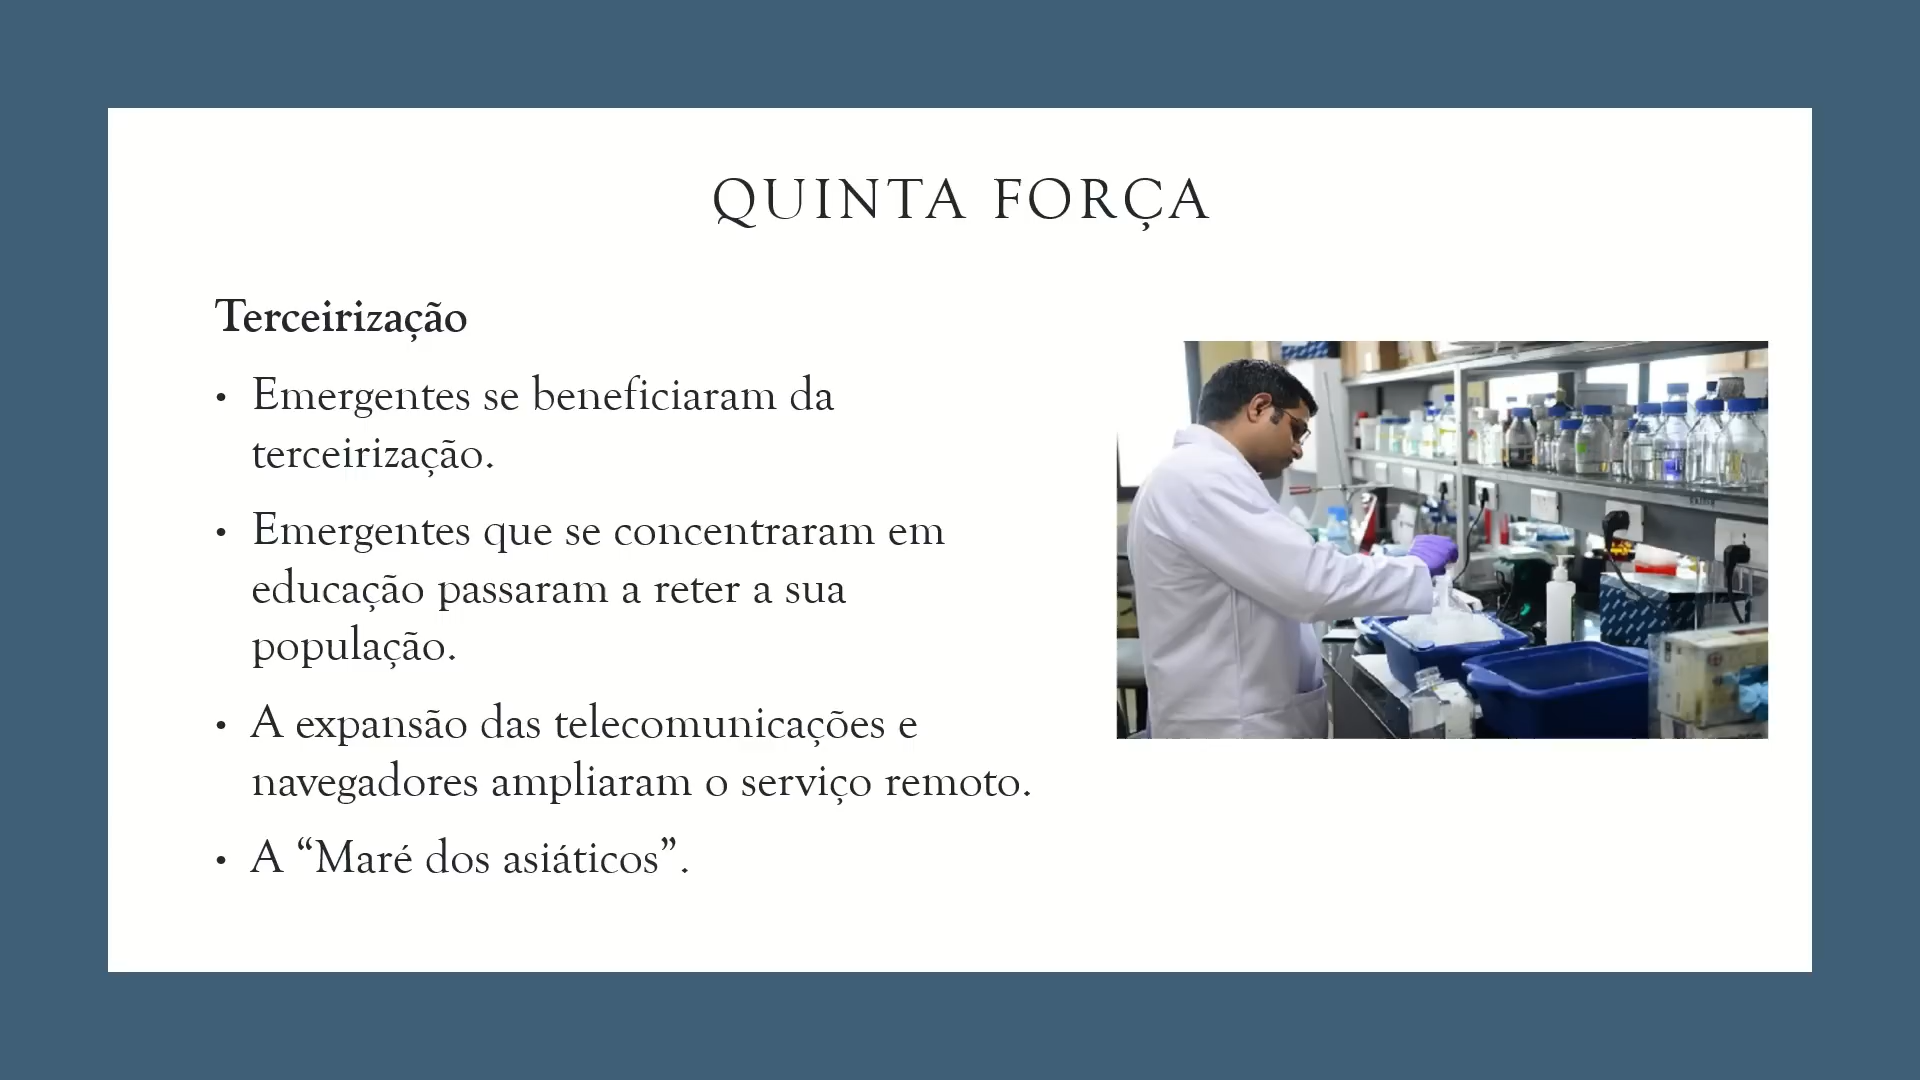 QUINTA FORÇA
Terceirização
• Emergentes se beneficiaram da
terceirização.
• Emergentes que se concentraram em
educação passaram a reter a sua
população.
• A expansão das telecomunicações e
navegadores ampliaram o serviço remoto.
• A “Maré dos asiáticos”.